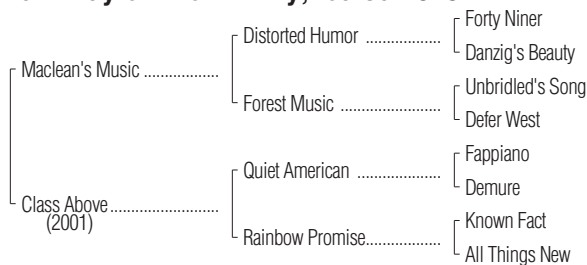 Forty Niner
Distorted Humor ..................
Danzig's Beauty
Maclean's Music ..................
Unbridled's Song
Forest Music ........................
Defer West
Fappiano
Quiet American ....................
Demure
Class Above..........................
(2001)
Known Fact
Rainbow Promise..................
All Things New